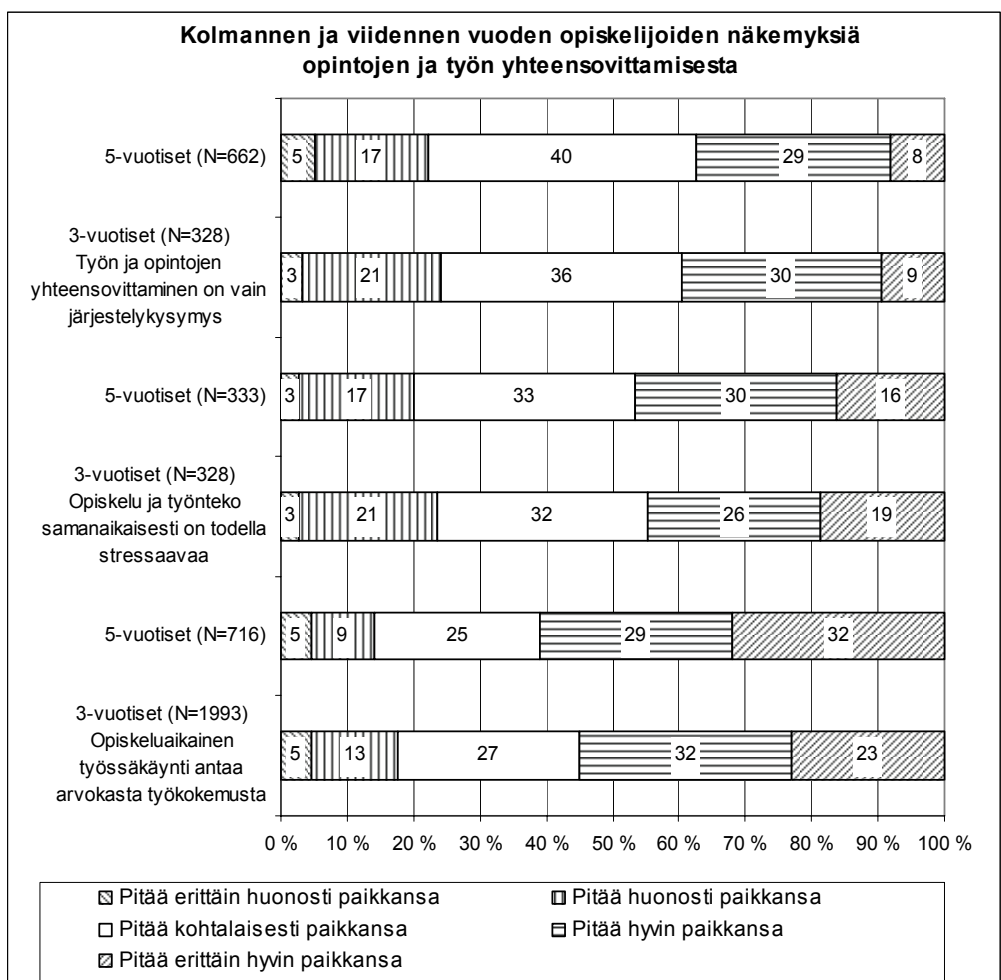 Kolmannen ja viidennen vuoden opiskelijoiden näkemyksiä
opintojen ja työn yhteensovittamisesta
5-vuotiset (N=662)
5 17 40 29 8
3-vuotiset (N=328)
Työn ja opintojen
yhteensovittaminen on vain
järjestelykysymys
3 21 36 30 9
5-vuotiset (N=333)
3 17 33 30 16
3-vuotiset (N=328)
Opiskelu ja työnteko
samanaikaisesti on todella
stressaavaa
3 21 32 26 19
5-vuotiset (N=716)
5 9 25 29 32
3-vuotiset (N=1993)
Opiskeluaikainen
työssäkäynti antaa
arvokasta työkokemusta
5 13 27 32 23
0 % 10 % 20 % 30 % 40 % 50 % 60 % 70 % 80 % 90 % 100 %
Pitää erittäin huonosti paikkansa Pitää huonosti paikkansa
Pitää kohtalaisesti paikkansa Pitää hyvin paikkansa
Pitää erittäin hyvin paikkansa